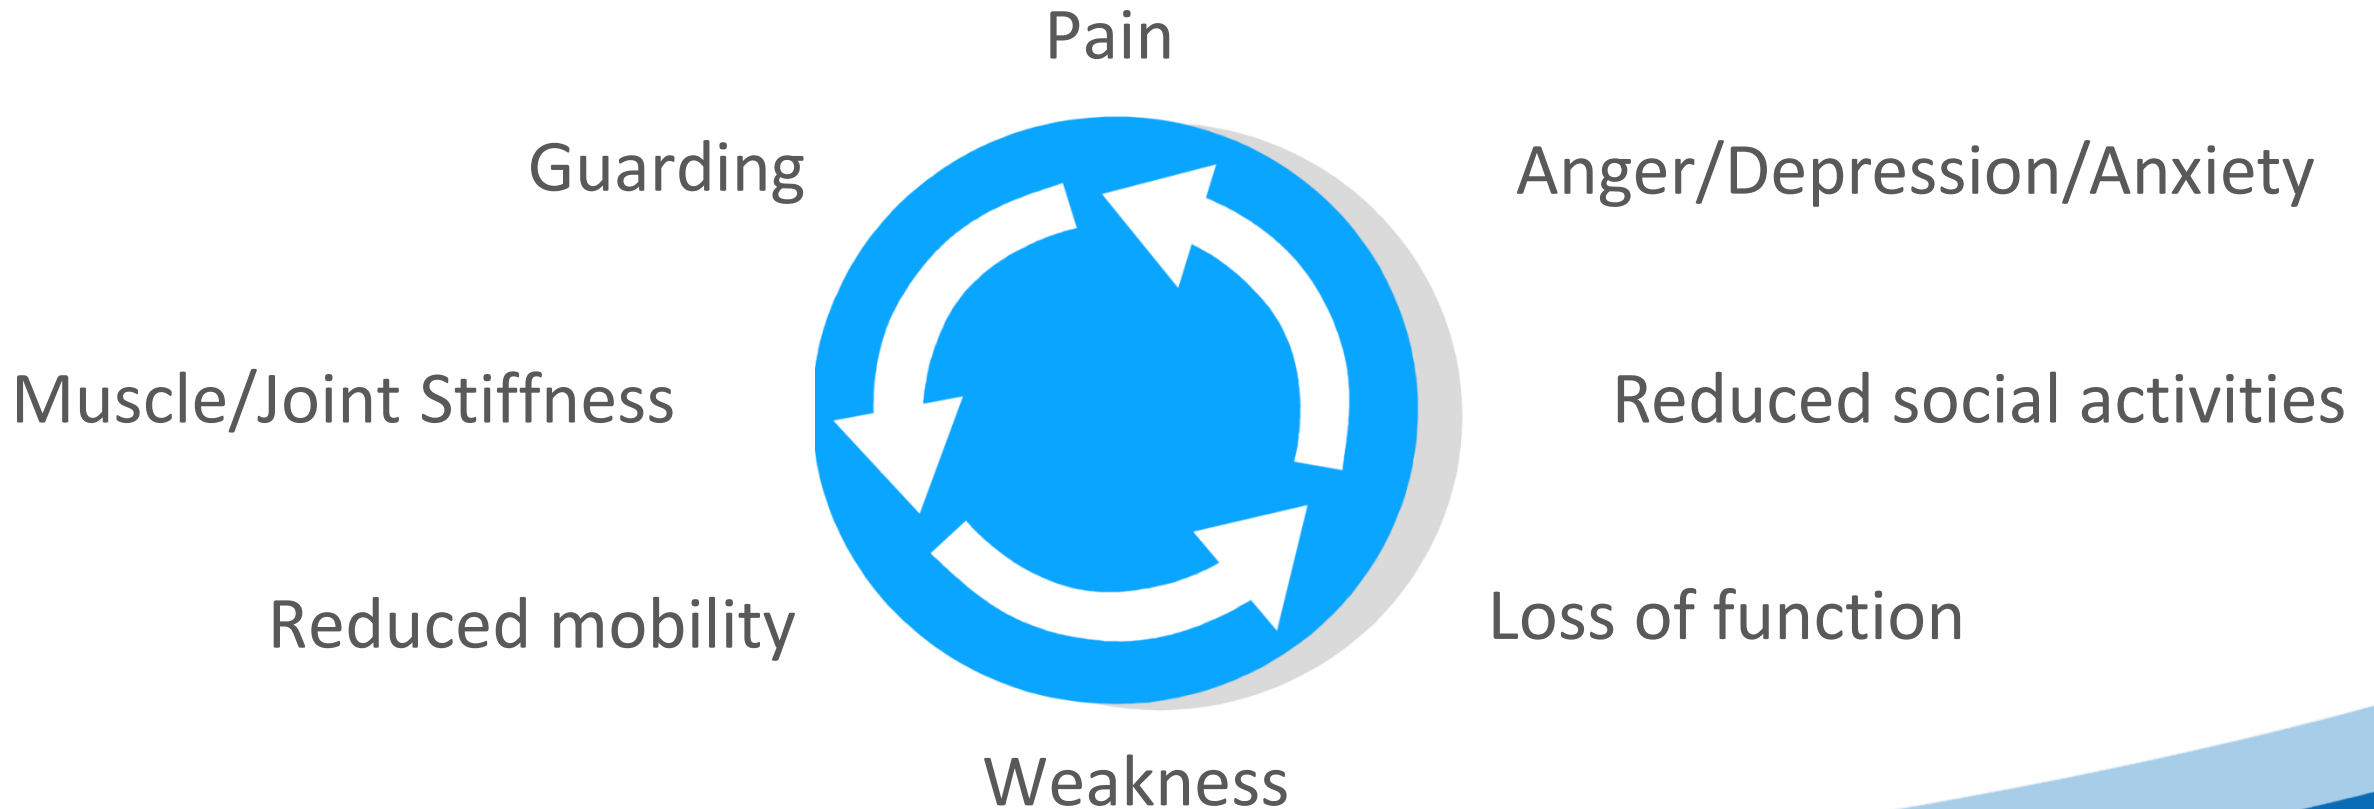 Pain
Guarding
Anger/Depression/Anxiety
Muscle/Joint Stiffness
Reduced social activities
Reduced mobility
Loss of function
Weakness